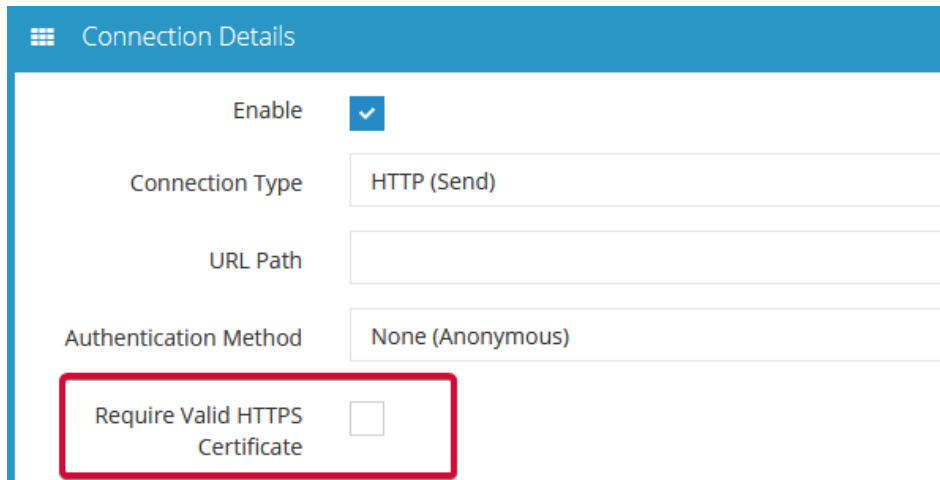 Connection Details
Enable
Connection Type HTTP (Send)
URL Path
Authentication Method None (Anonymous)
Require Valid HTTPS
Certificate